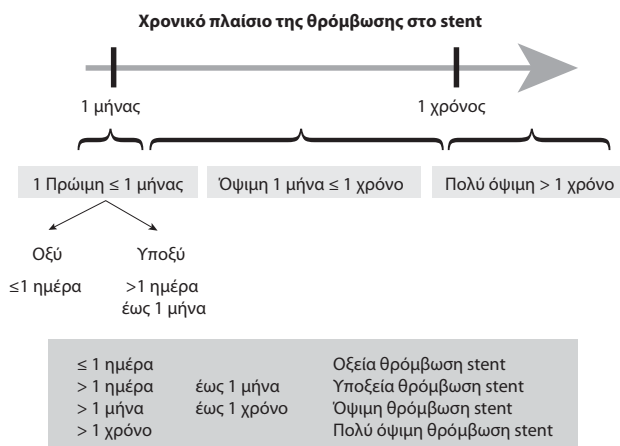 Χρονικό πλαίσιο της θρόμβωσης στο stent
1 μήνας 1 χρόνος
1 Πρώιμη ≤ 1 μήνας Όψιμη 1 μήνα ≤ 1 χρόνο Πολύ όψιμη > 1 χρόνο
Οξύ Υποξύ
≤1 ημέρα >1 ημέρα
έως 1 μήνα
≤ 1 ημέρα Οξεία θρόμβωση stent
> 1 ημέρα έως 1 μήνα Υποξεία θρόμβωση stent
> 1 μήνα έως 1 χρόνο Όψιμη θρόμβωση stent
> 1 χρόνο Πολύ όψιμη θρόμβωση stent